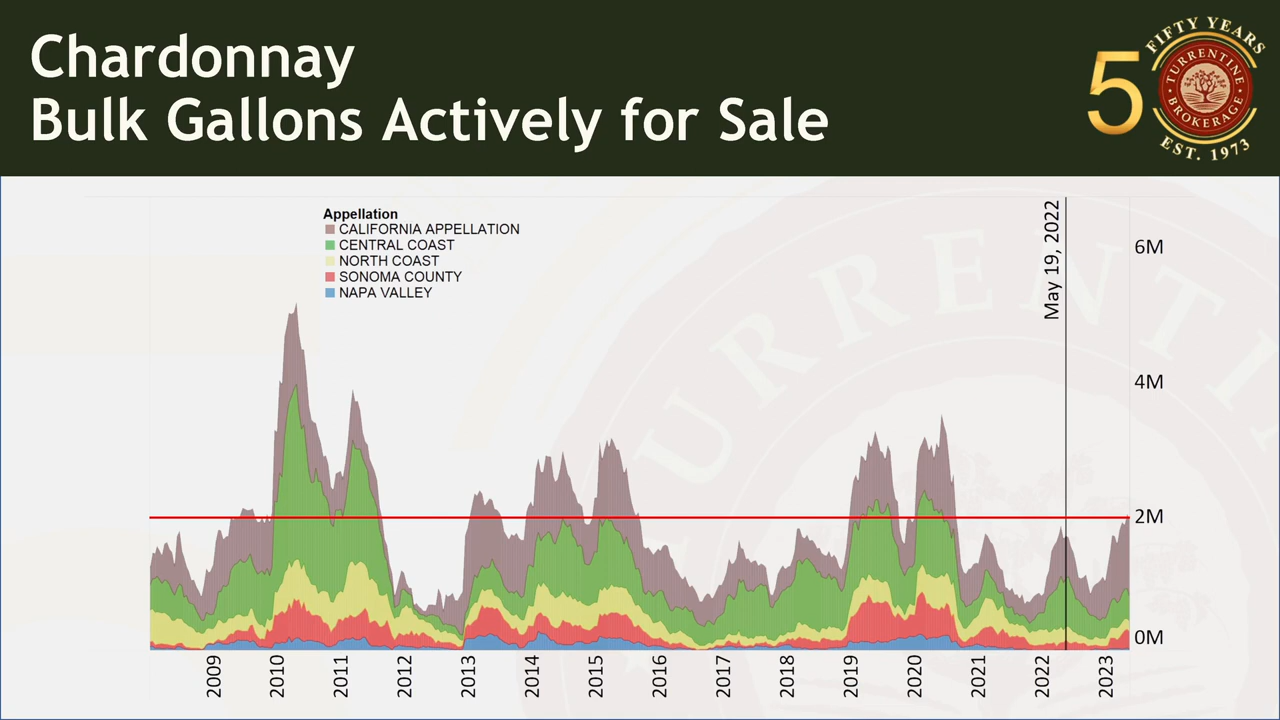 Chardonnay
Bulk Gallons Actively for Sale
5
FIFTY YEARS
TURRENTINE
BROKERAGE
EST. 1973
Appellation
CALIFORNIA APPELLATION
CENTRAL COAST
NORTH COAST
SONOMA COUNTY
NAPA VALLEY
May 19, 2022
6M
4M
2M
0M
2009 2010 2011 2012 2013 2014 2015 2016 2017 2018 2019 2020 2021 2022 2023
TURRENTI